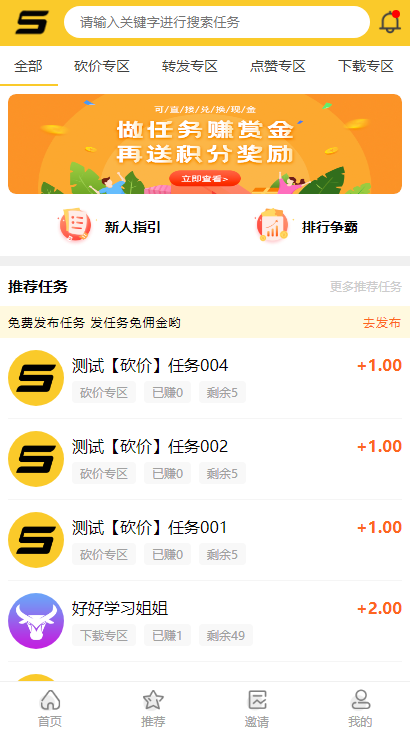 请输入关键字进行搜索任务
全部 砍价专区 转发专区 点赞专区 下载专区
可/直/接/兑/换/现/金
做任务赚赏金
再送积分奖励
立即查看>
新人指引 排行争霸
推荐任务 更多推荐任务
免费发布任务 发任务免佣金哟 去发布
测试【砍价】任务004 +1.00
砍价专区 已赚0 剩余5
测试【砍价】任务002 +1.00
砍价专区 已赚0 剩余5
测试【砍价】任务001 +1.00
砍价专区 已赚0 剩余5
好好学习姐姐 +2.00
下载专区 已赚1 剩余49
首页 推荐 邀请 我的